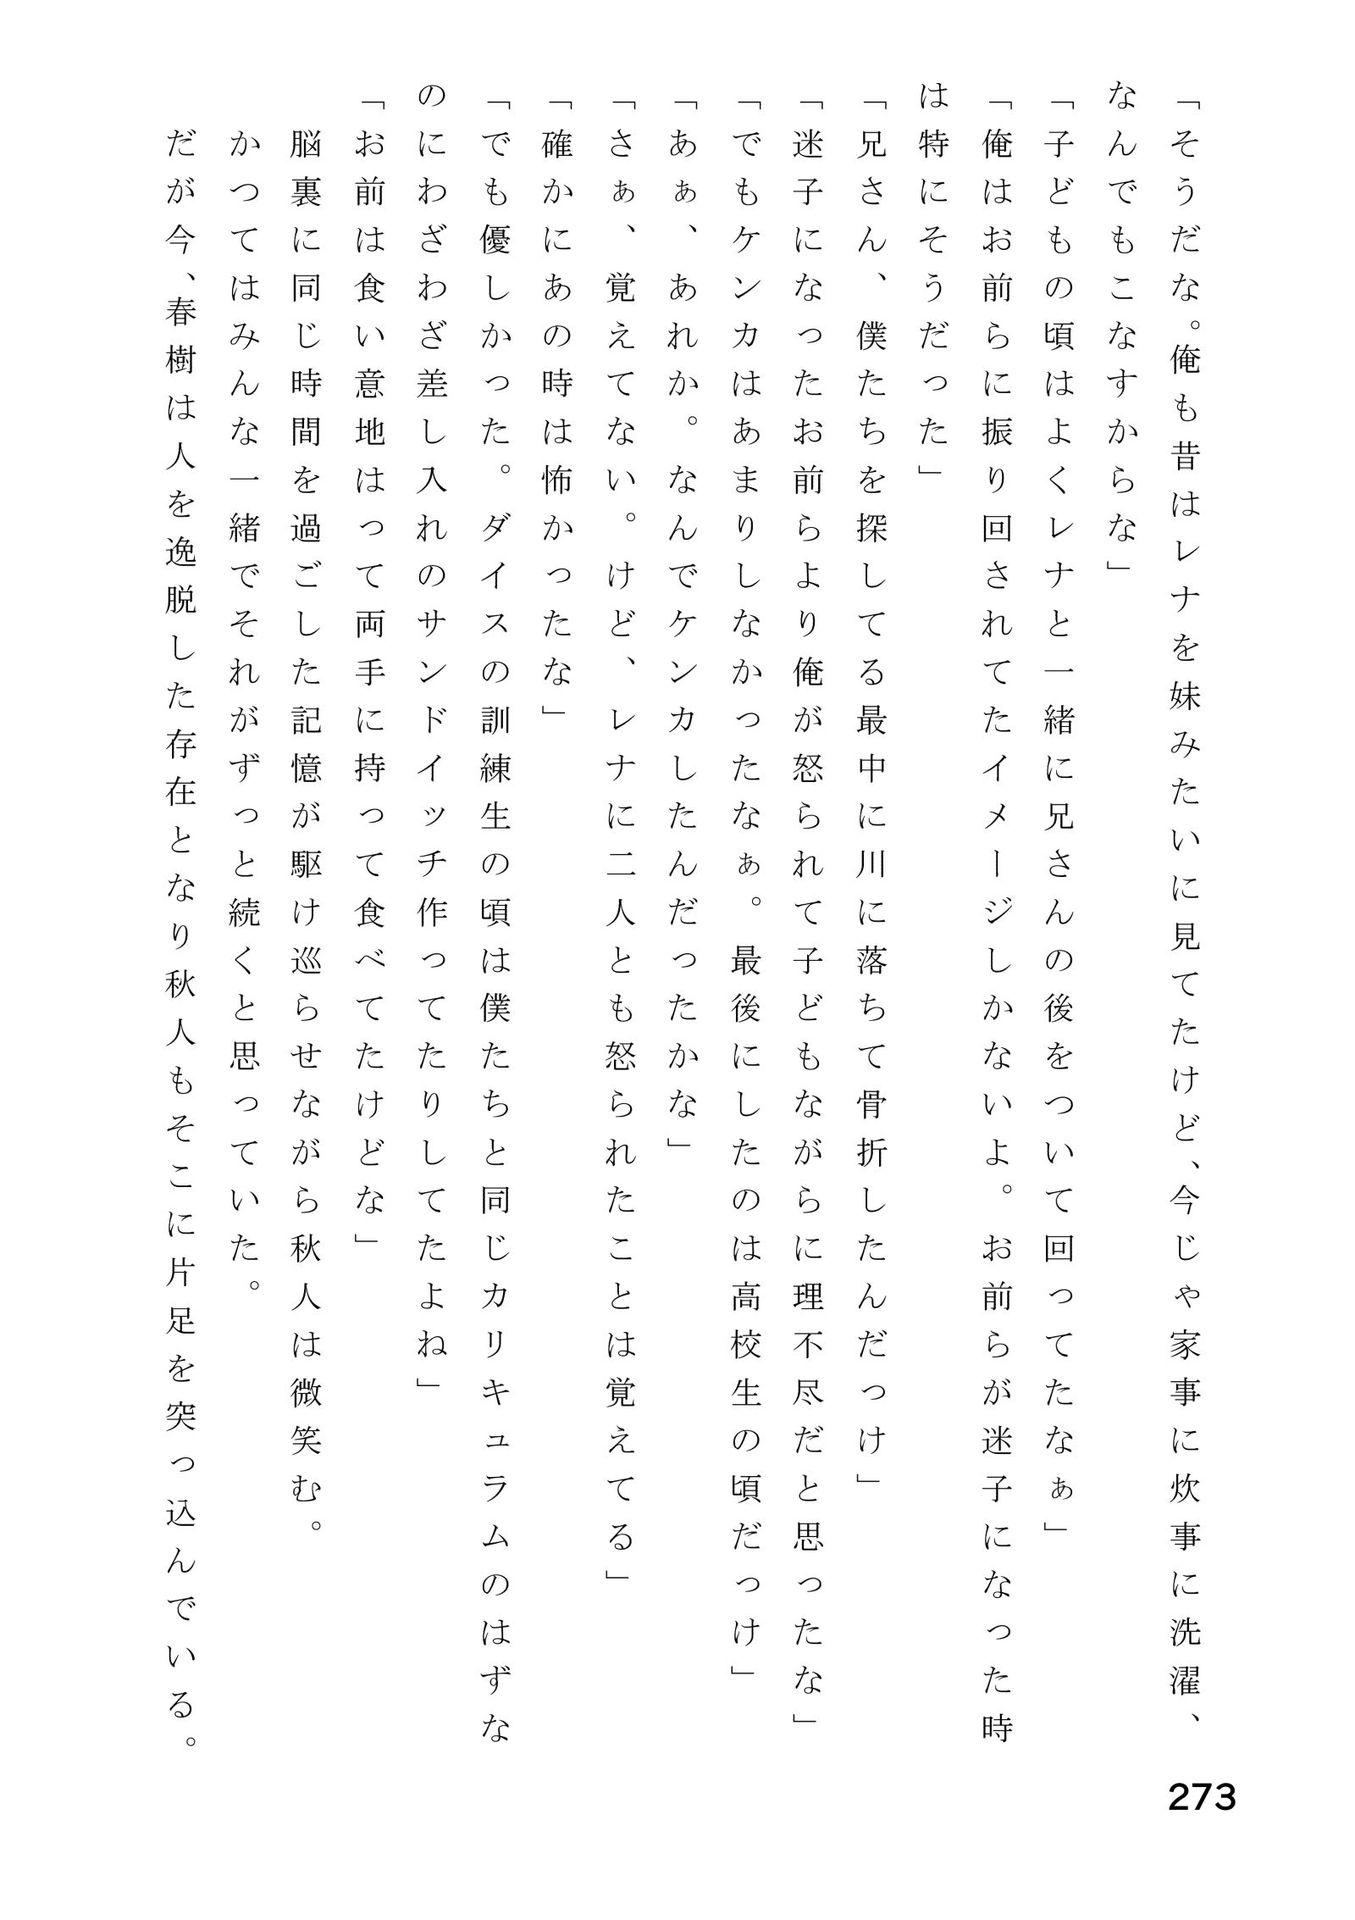 「そうだな。俺も昔はレナを妹みたいに見てたけど、今じゃ家事に炊事に洗濯、
なんでもこなすからな」
「子どもの頃はよくレナと一緒に兄さんの後をついて回ってたなぁ」
「俺はお前らに振り回されてたイメージしかないよ。お前らが迷子になった時
は特にそうだった」
「兄さん、僕たちを探してる最中に川に落ちて骨折したんだっけ」
「迷子になったお前らより俺が怒られて子どもながらに理不尽だと思ったな」
「でもケンカはあまりしなかったなぁ。最後にしたのは高校生の頃だっけ」
「あぁ、あれか。なんでケンカしたんだったかな」
「さぁ、覚えてない。けど、レナに二人とも怒られたことは覚えてる」
「確かにあの時は怖かったな」
「でも優しかった。ダイスの訓練生の頃は僕たちと同じカリキュラムのはずな
のにわざわざ差し入れのサンドイッチ作ってたりしてたよね」
「お前は食い意地はって両手に持って食べてたけどな」
脳裏に同じ時間を過ごした記憶が駆け巡らせながら秋人は微笑む。
かつてはみんな一緒でそれがずっと続くと思っていた。
だが今、春樹は人を逸脱した存在となり秋人もそこに片足を突っ込んでいる。
273